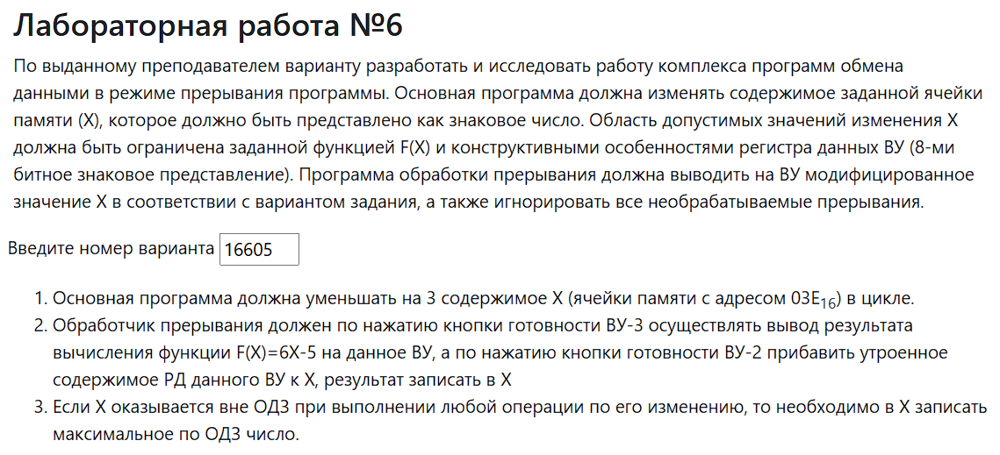 Лабораторная работа №6
По выданному преподавателем варианту разработать и исследовать работу комплекса программ обмена
данными в режиме прерывания программы. Основная программа должна изменять содержимое заданной ячейки
памяти (X), которое должно быть представлено как знаковое число. Область допустимых значений изменения X
должна быть ограничена заданной функцией F(X) и конструктивными особенностями регистра данных ВУ (8-ми
битное знаковое представление). Программа обработки прерывания должна выводить на ВУ модифицированное
значение X в соответствии с вариантом задания, а также игнорировать все необрабатываемые прерывания.
Введите номер варианта 16605
1. Основная программа должна уменьшать на 3 содержимое X (ячейки памяти с адресом 03E16) в цикле.
2. Обработчик прерывания должен по нажатию кнопки готовности ВУ-3 осуществлять вывод результата
вычисления функции F(X)=6X-5 на данное ВУ, а по нажатию кнопки готовности ВУ-2 прибавить утроенное
содержимое РД данного ВУ к X, результат записать в X
3. Если X оказывается вне ОДЗ при выполнении любой операции по его изменению, то необходимо в X записать
максимальное по ОДЗ число.